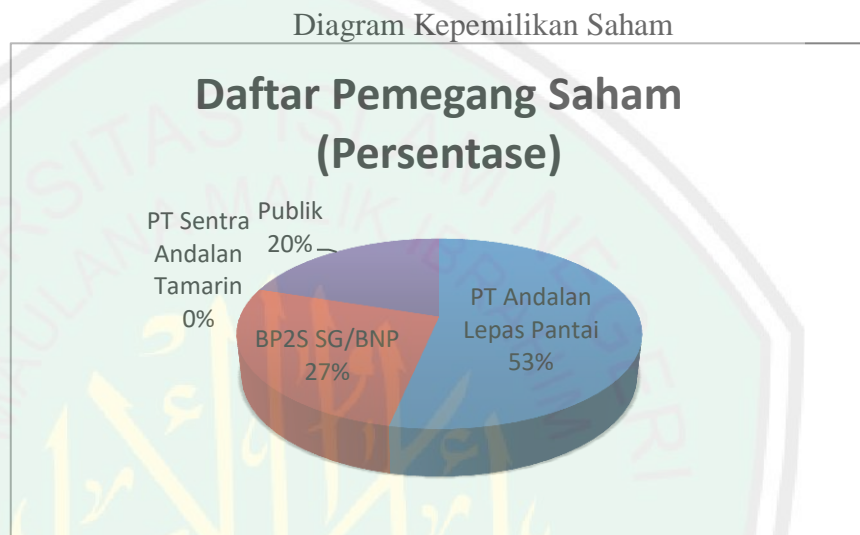 Diagram Kepemilikan Saham
Daftar Pemegang Saham
(Persentase)
PT Sentra
Andalan
Tamarin
0%
Publik
20%
PT Andalan
Lepas Pantai
53%
BP2S SG/BNP
27%